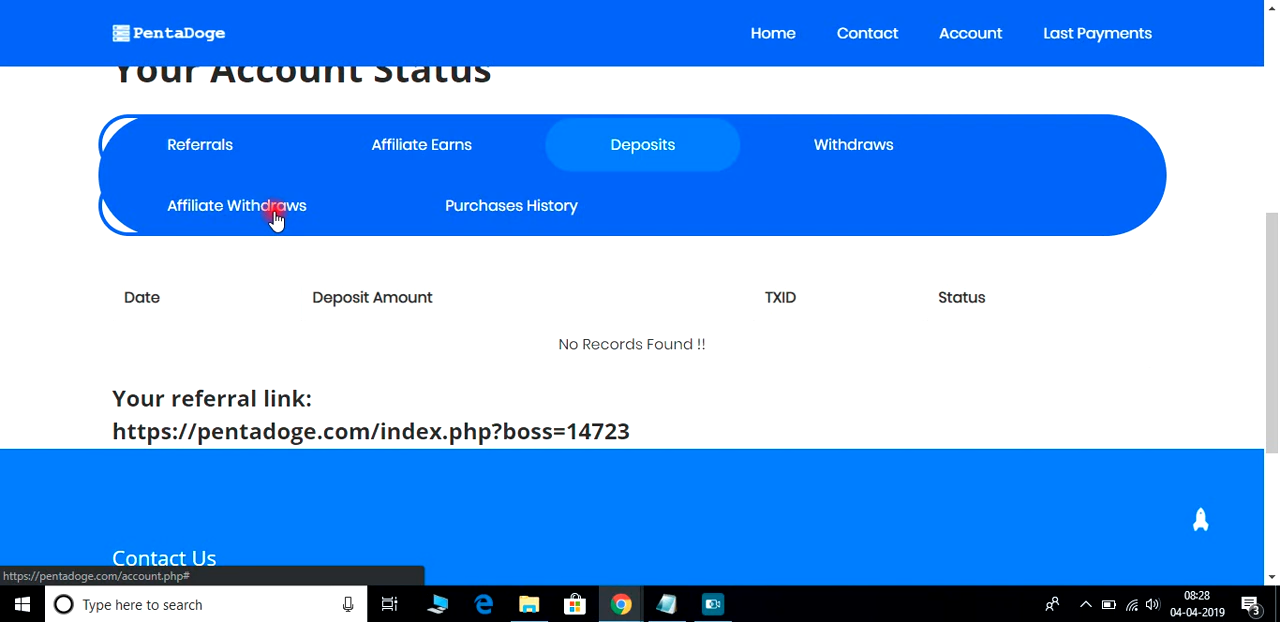 PentaDoge Home Contact Account Last Payments
Your Account Status
Referrals Affiliate Earns Deposits Withdraws
Affiliate Withdraws Purchases History
Date Deposit Amount TXID Status
No Records Found !!
Your referral link:
https://pentadoge.com/index.php?boss=14723
Contact Us
https://pentadoge.com/account.php#
Type here to search
08:28
04-04-2019
3